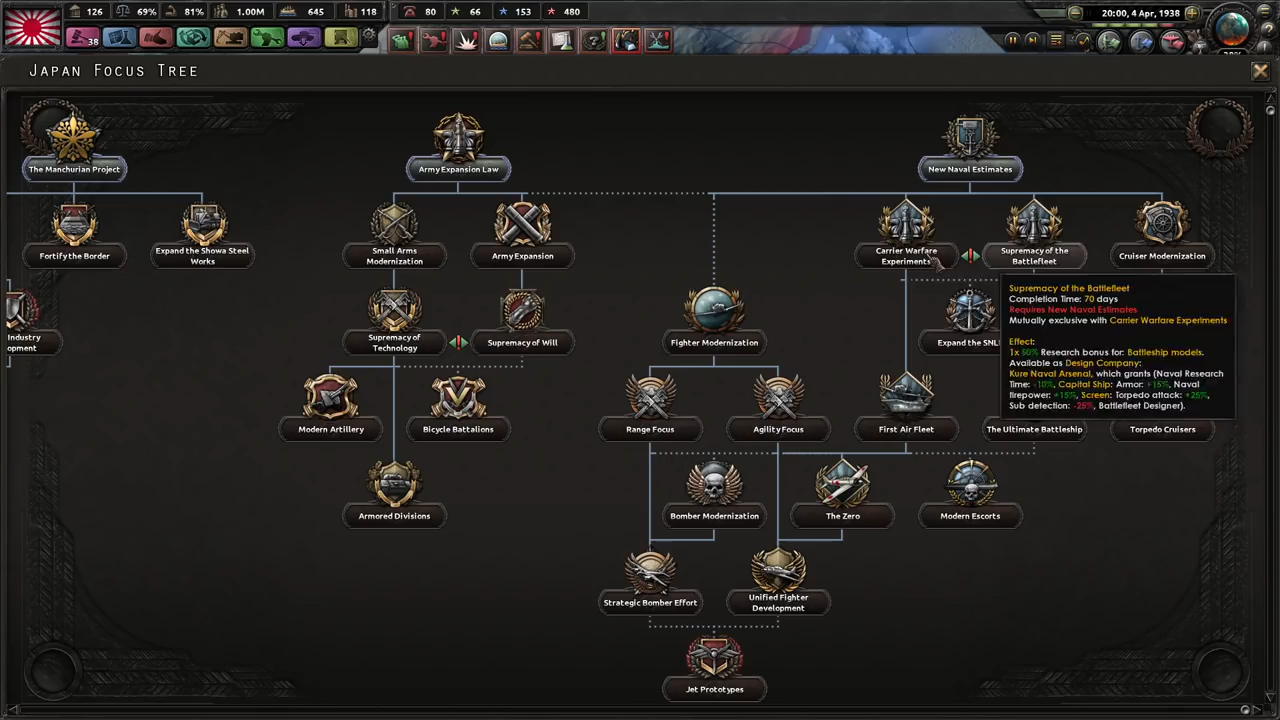 126
69%
81%
1.00M
645
118
80
66
153
480
20:00, 4 Apr, 1938
38
JAPAN FOCUS TREE
The Manchurian Project
Army Expansion Law
New Naval Estimates
Fortify the Border
Expand the Showa Steel
Works
Small Arms
Modernization
Army Expansion
Carrier Warfare
Experiments
Supremacy of the
Battlefleet
Cruiser Modernization
Industry
opment
Supremacy of
Technology
Supremacy of Will
Fighter Modernization
Expand the SNL
Supremacy of the Battlefleet
Completion Time: 70 days
Requires New Naval Estimates
Mutually exclusive with Carrier Warfare Experiments
Effect:
1x 50% Research bonus for: Battleship models.
Available as Design Company:
Kure Naval Arsenal, which grants (Naval Research
Time: -10%, Capital Ship: Armor: +15%, Naval
firepower: +15%, Screen: Torpedo attack: +25%,
Sub detection: -25%, Battlefleet Designer).
Modern Artillery
Bicycle Battalions
Range Focus
Agility Focus
First Air Fleet
The Ultimate Battleship
Torpedo Cruisers
Armored Divisions
Bomber Modernization
The Zero
Modern Escorts
Strategic Bomber Effort
Unified Fighter
Development
Jet Prototypes